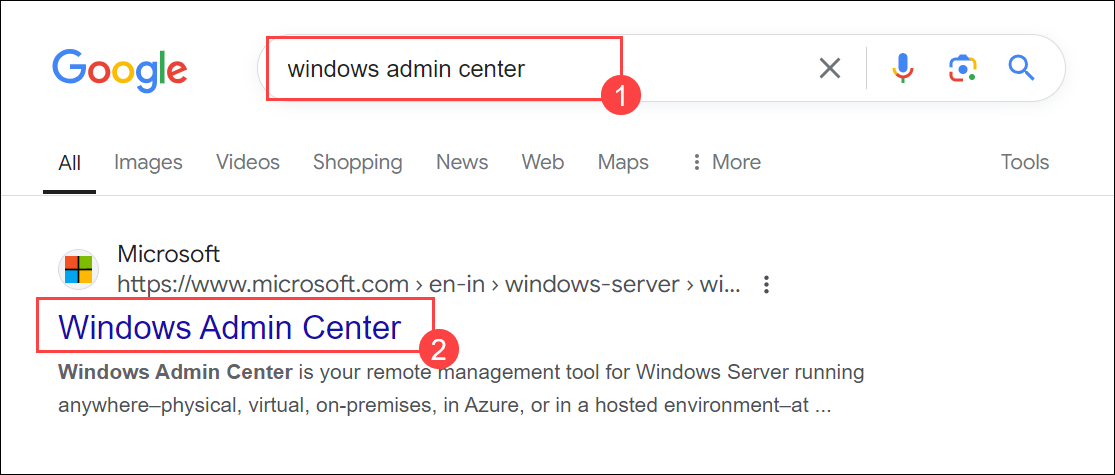 Google
windows admin center
1
All Images Videos Shopping News Web Maps More Tools
Microsoft
https://www.microsoft.com › en-in › windows-server › wi...
Windows Admin Center
2
Windows Admin Center is your remote management tool for Windows Server running
anywhere–physical, virtual, on-premises, in Azure, or in a hosted environment–at ...